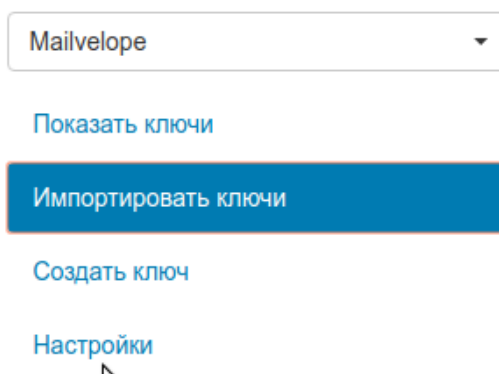 Mailvelope
Показать ключи
Импортировать ключи
Создать ключ
Настройки